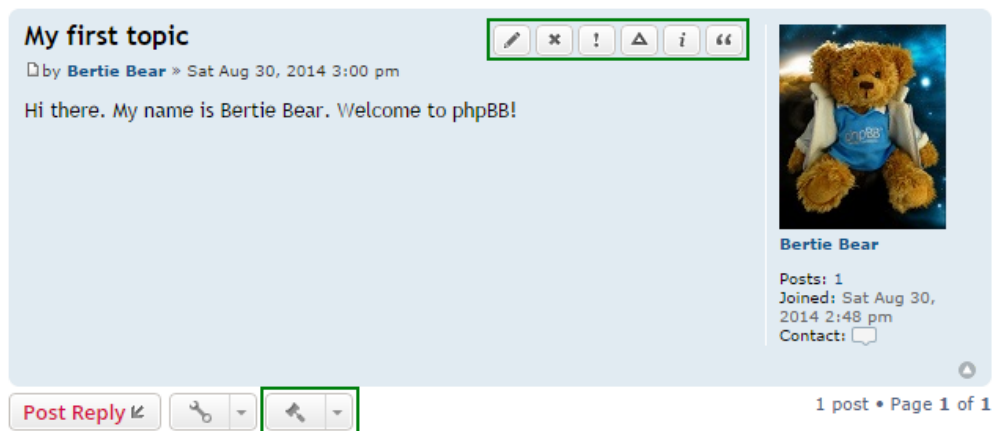 My first topic
by Bertie Bear » Sat Aug 30, 2014 3:00 pm
Hi there. My name is Bertie Bear. Welcome to phpBB!
phpBB
Bertie Bear
Posts: 1
Joined: Sat Aug 30,
2014 2:48 pm
Contact:
Post Reply
1 post • Page 1 of 1